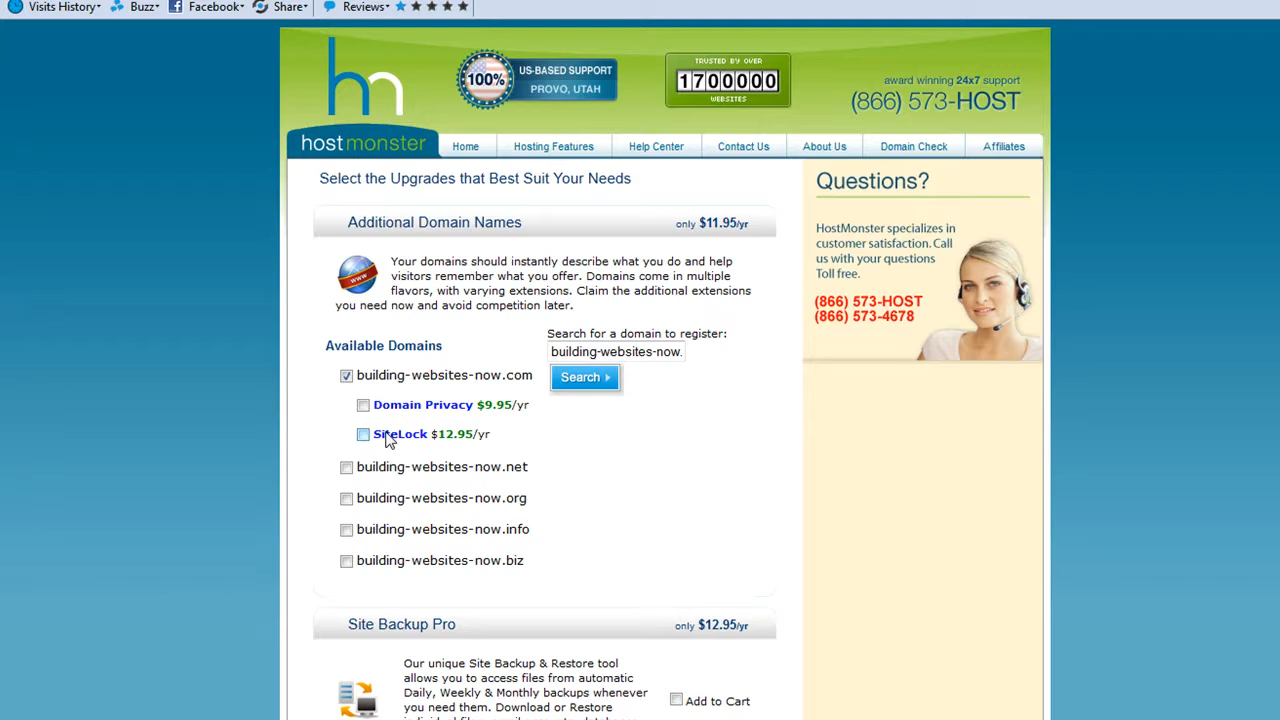 Visits History
Buzz
Facebook
Share
Reviews
hn
100%
US-BASED SUPPORT
PROVO, UTAH
TRUSTED BY OVER
1700000
WEBSITES
award winning 24x7 support
(866) 573-HOST
hostmonster
Home
Hosting Features
Help Center
Contact Us
About Us
Domain Check
Affiliates
Select the Upgrades that Best Suit Your Needs
Additional Domain Names
only $11.95/yr
WWW
Your domains should instantly describe what you do and help
visitors remember what you offer. Domains come in multiple
flavors, with varying extensions. Claim the additional extensions
you need now and avoid competition later.
Available Domains
Search for a domain to register:
building-websites-now.
Search
building-websites-now.com
Domain Privacy $9.95/yr
SiteLock $12.95/yr
building-websites-now.net
building-websites-now.org
building-websites-now.info
building-websites-now.biz
Site Backup Pro
only $12.95/yr
Our unique Site Backup & Restore tool
allows you to access files from automatic
Daily, Weekly & Monthly backups whenever
you need them. Download or Restore
Add to Cart
Questions?
HostMonster specializes in
customer satisfaction. Call
us with your questions
Toll free.
(866) 573-HOST
(866) 573-4678